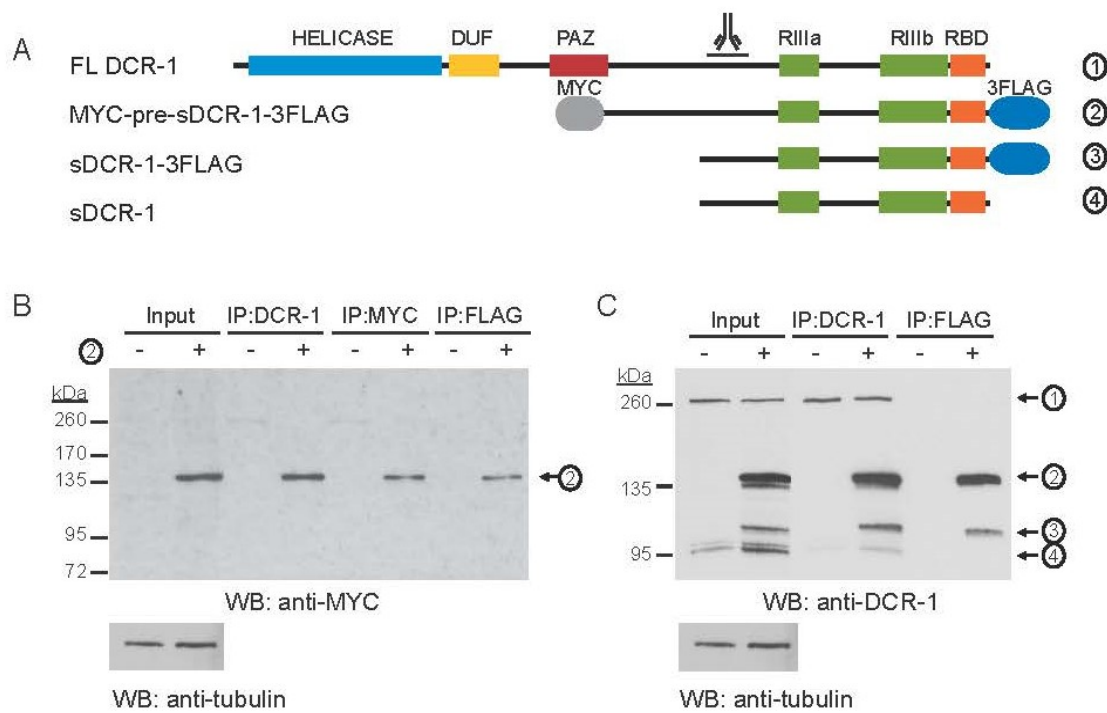 A
HELICASE DUF PAZ RIIIa RIIIb RBD
FL DCR-1 1
MYC 3FLAG
MYC-pre-sDCR-1-3FLAG 2
sDCR-1-3FLAG 3
sDCR-1 4
B
Input IP:DCR-1 IP:MYC IP:FLAG
2 - + - + - + - +
kDa
260
170
135 2
95
72
WB: anti-MYC
WB: anti-tubulin
C
Input IP:DCR-1 IP:FLAG
- + - + - +
kDa
260 1
2
135
3
95 4
WB: anti-DCR-1
WB: anti-tubulin